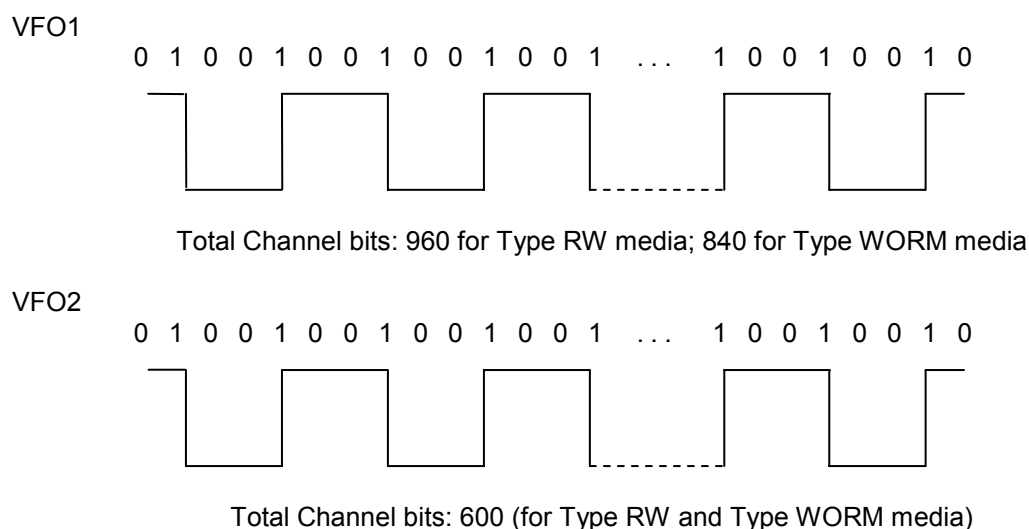 VFO1
0 1 0 0 1 0 0 1 0 0 1 0 0 1 ... 1 0 0 1 0 0 1 0
Total Channel bits: 960 for Type RW media; 840 for Type WORM media
VFO2
0 1 0 0 1 0 0 1 0 0 1 0 0 1 ... 1 0 0 1 0 0 1 0
Total Channel bits: 600 (for Type RW and Type WORM media)